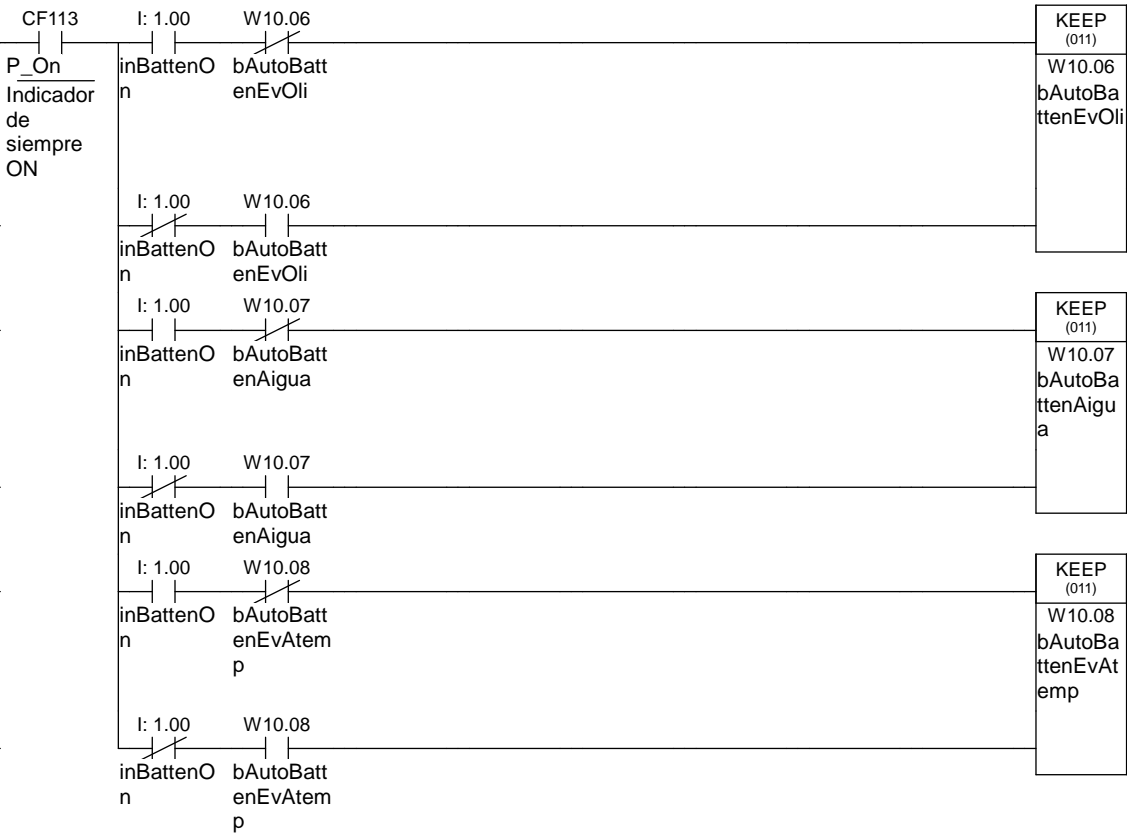 CF113 I: 1.00 W10.06 KEEP
(011)
P_On inBattenO bAutoBatt W10.06
Indicador n enEvOli bAutoBa
de ttenEvOli
siempre
ON
I: 1.00 W10.06
inBattenO bAutoBatt
n enEvOli
I: 1.00 W10.07 KEEP
(011)
inBattenO bAutoBatt W10.07
n enAigua bAutoBa
ttenAigu
a
I: 1.00 W10.07
inBattenO bAutoBatt
n enAigua
I: 1.00 W10.08 KEEP
(011)
inBattenO bAutoBatt W10.08
n enEvAtem bAutoBa
p ttenEvAt
emp
I: 1.00 W10.08
inBattenO bAutoBatt
n enEvAtem
p